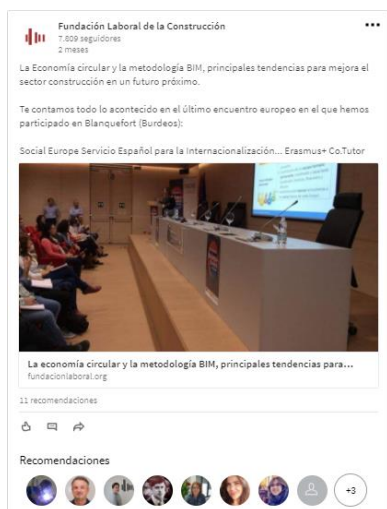 Fundación Laboral de la Construcción
7.809 seguidores
2 meses
La Economía circular y la metodología BIM, principales tendencias para mejora el
sector construcción en un futuro próximo.
Te contamos todo lo acontecido en el último encuentro europeo en el que hemos
participado en Blanquefort (Burdeos):
Social Europe Servicio Español para la Internacionalización... Erasmus+ Co.Tutor
La economía circular y la metodología BIM, principales tendencias para...
fundacionlaboral.org
11 recomendaciones
Recomendaciones
+3